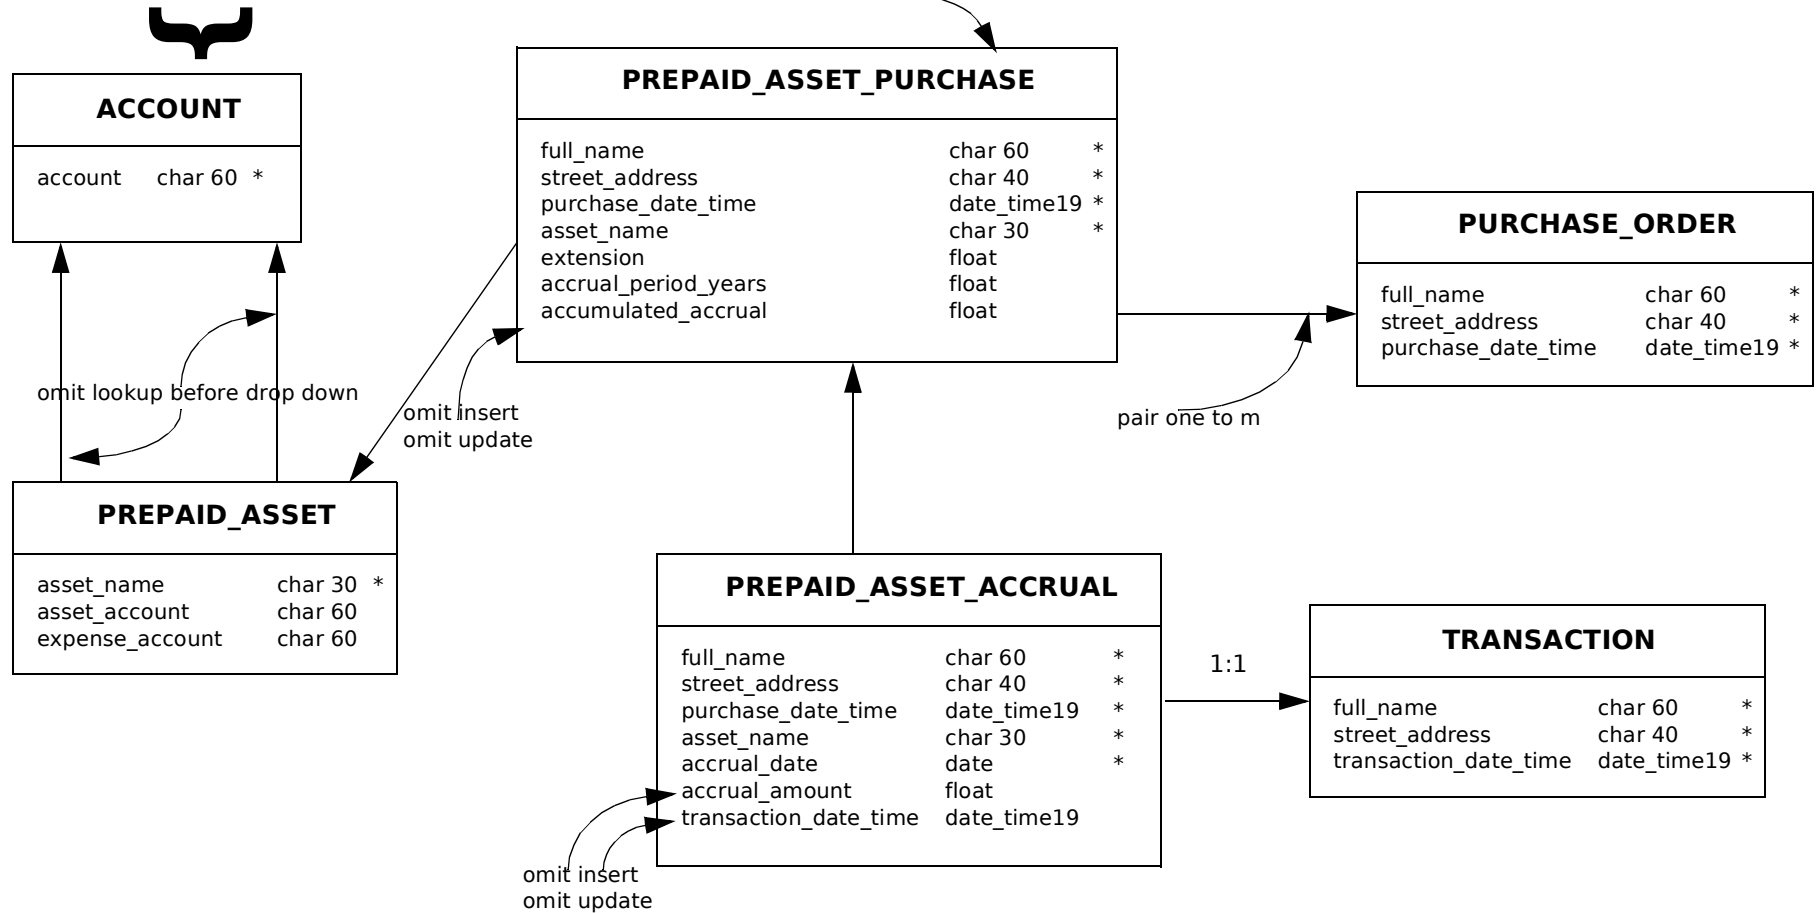 ACCOUNT
account char 60 *
PREPAID_ASSET_PURCHASE
full_name char 60 *
street_address char 40 *
purchase_date_time date_time19 *
asset_name char 30 *
extension float
accrual_period_years float
accumulated_accrual float
PURCHASE_ORDER
full_name char 60 *
street_address char 40 *
purchase_date_time date_time19 *
omit lookup before drop down
omit insert
omit update
pair one to m
PREPAID_ASSET
asset_name char 30 *
asset_account char 60
expense_account char 60
PREPAID_ASSET_ACCRUAL
full_name char 60 *
street_address char 40 *
purchase_date_time date_time19 *
asset_name char 30 *
accrual_date date *
accrual_amount float
transaction_date_time date_time19
1:1
TRANSACTION
full_name char 60 *
street_address char 40 *
transaction_date_time date_time19 *
omit insert
omit update